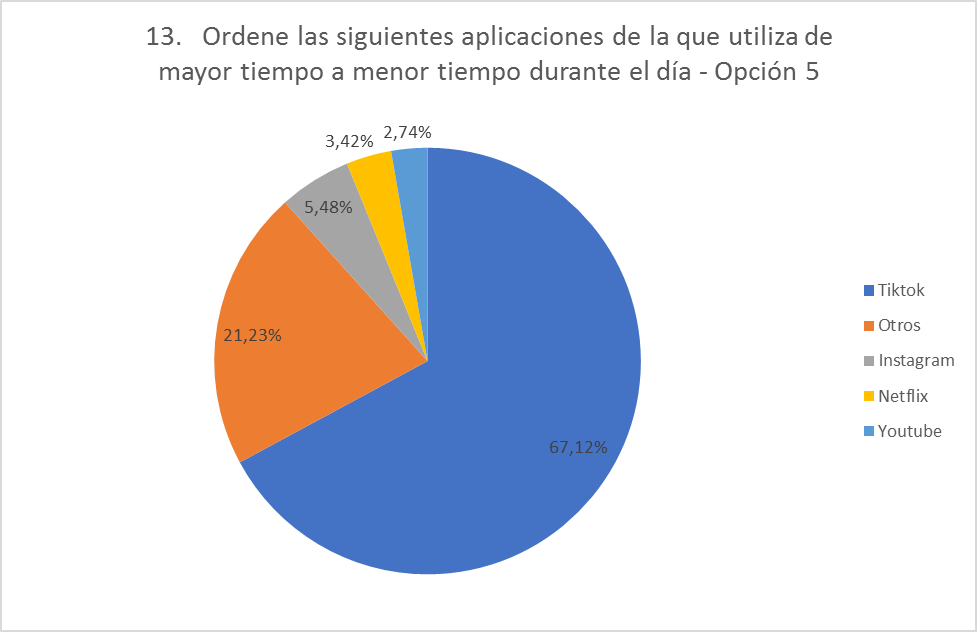 13. Ordene las siguientes aplicaciones de la que utiliza de
mayor tiempo a menor tiempo durante el día - Opción 5
2,74%
3,42%
5,48%
21,23%
67,12%
Tiktok
Otros
Instagram
Netflix
Youtube